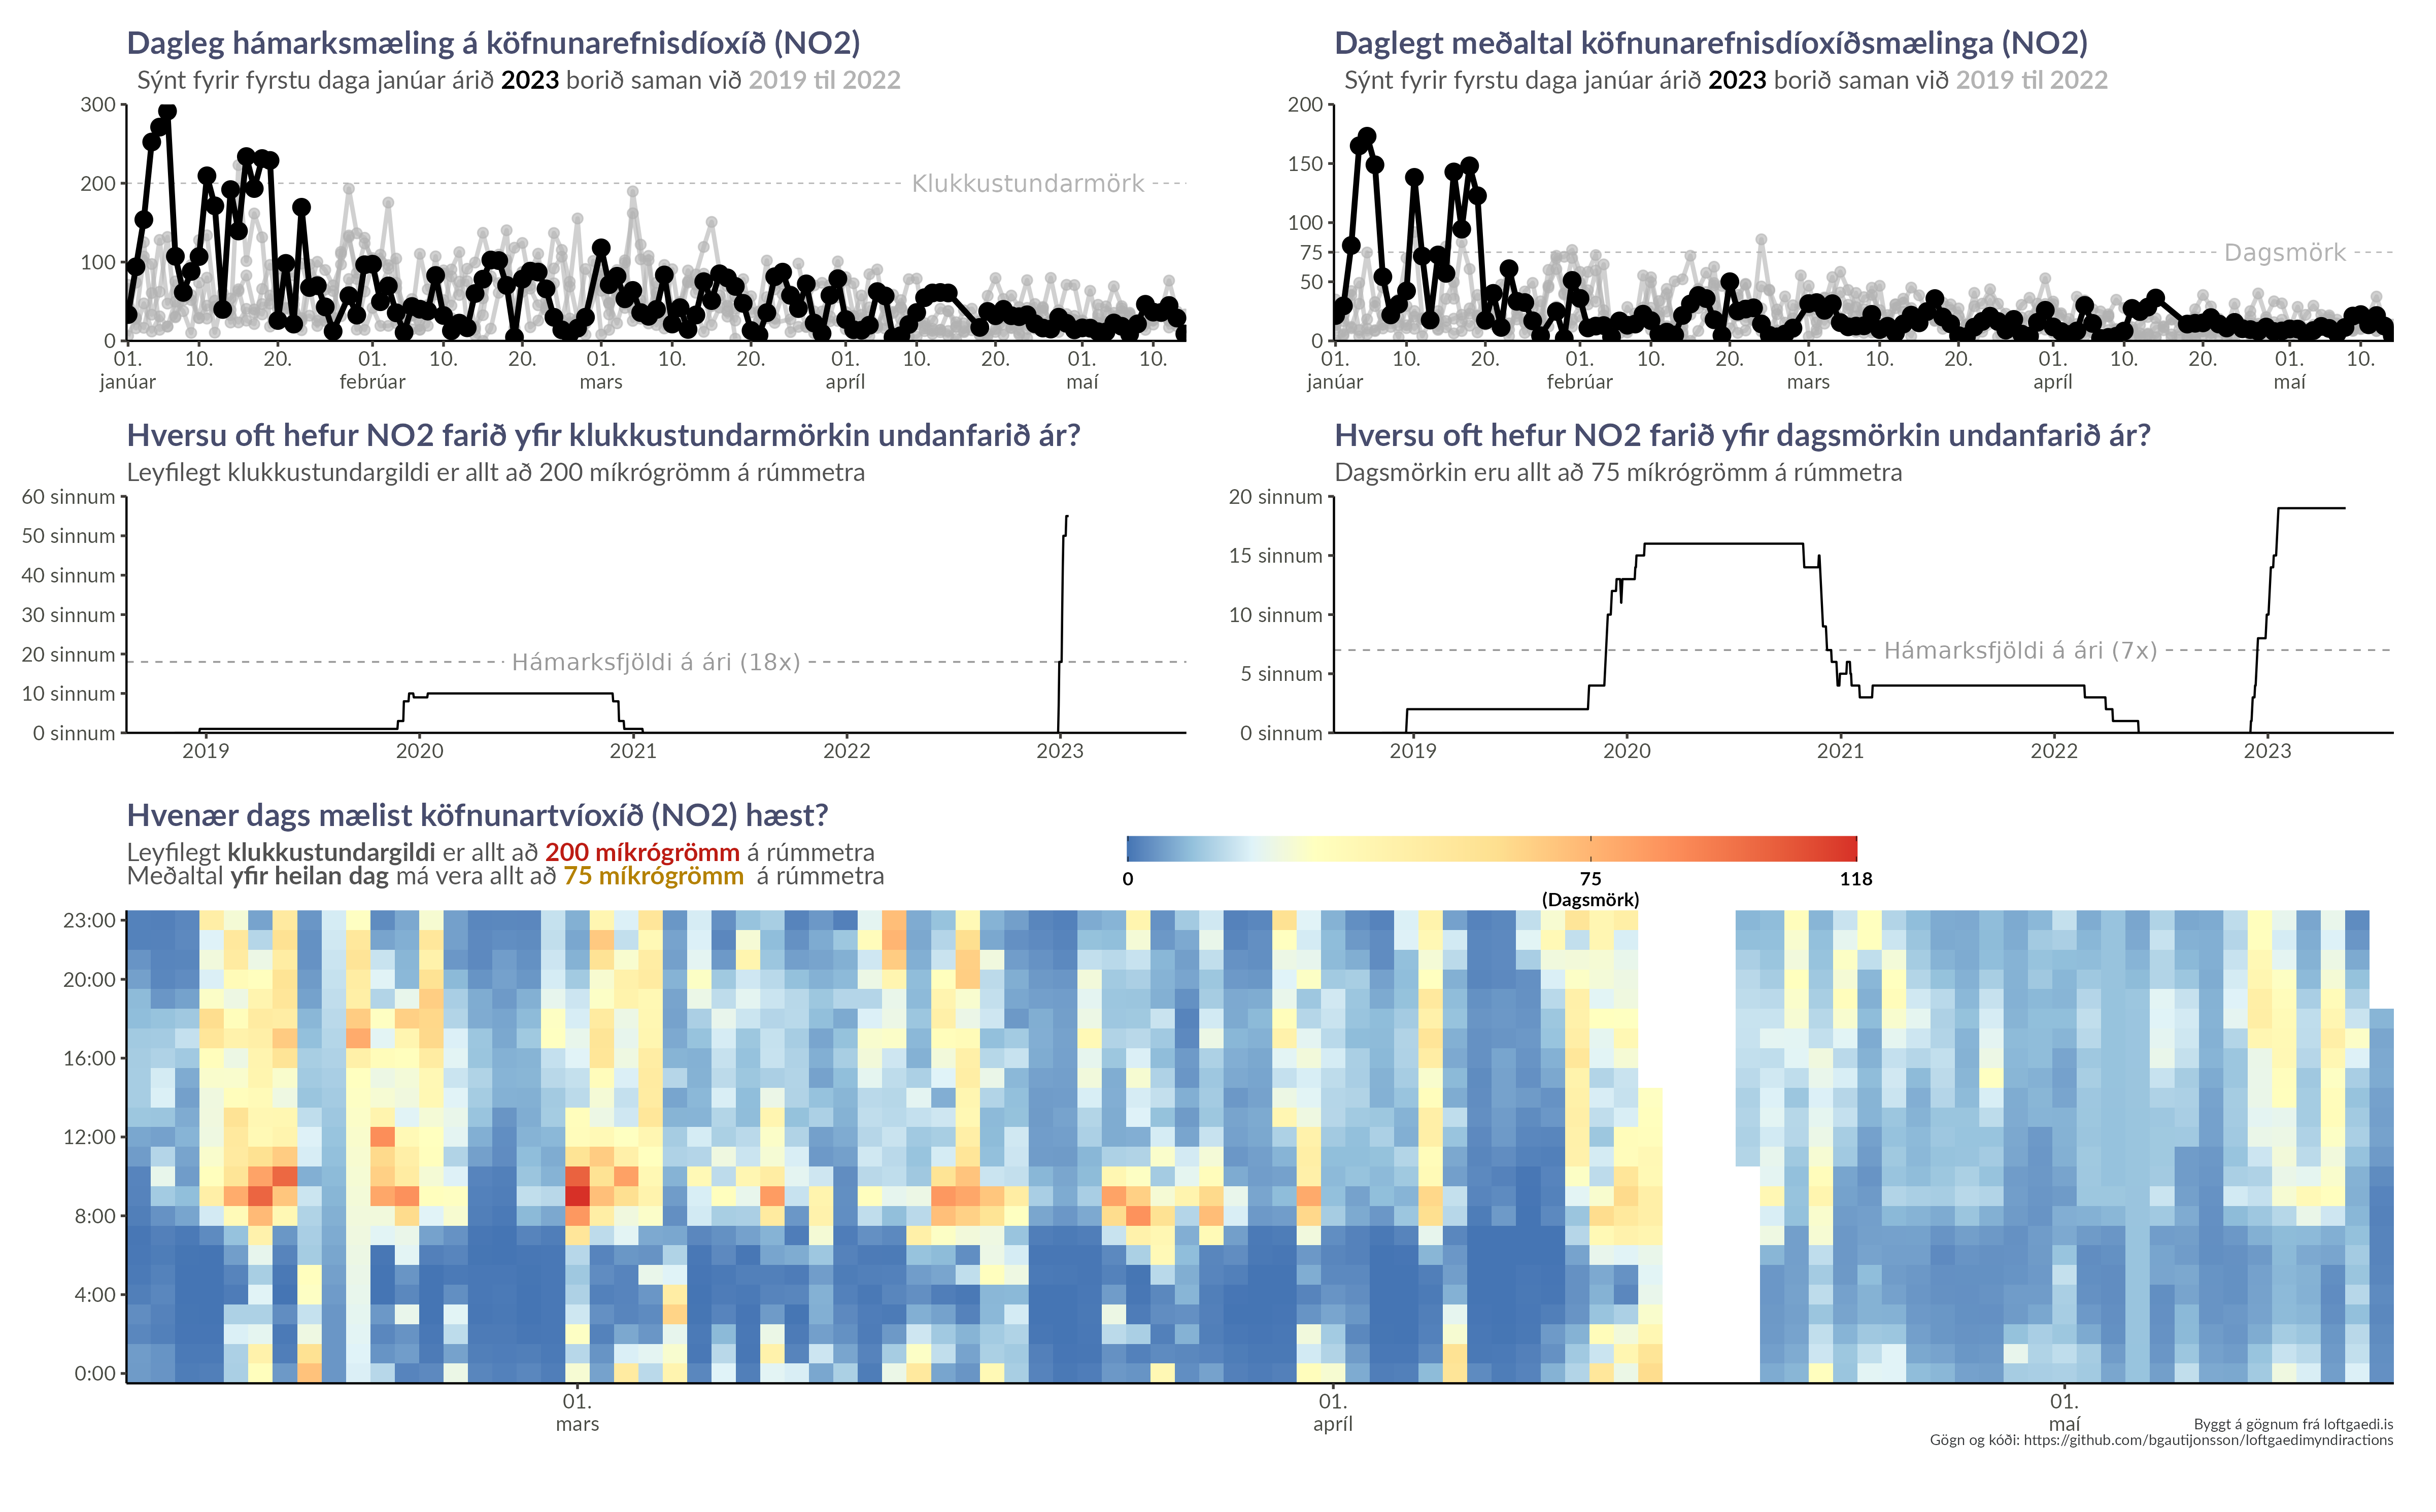 Dagleg hámarksmæling á köfnunarefnisdíoxíð (NO2)
Sýnt fyrir fyrstu daga janúar árið 2023 borið saman við 2019 til 2022
300
200
100
0
Klukkustundarmörk
01. 10. 20. 01. 10. 20. 01. 10. 20. 01. 10. 20. 01. 10.
janúar febrúar mars apríl maí
Daglegt meðaltal köfnunarefnisdíoxíðsmælinga (NO2)
Sýnt fyrir fyrstu daga janúar árið 2023 borið saman við 2019 til 2022
200
150
100
75
50
0
Dagsmörk
01. 10. 20. 01. 10. 20. 01. 10. 20. 01. 10. 20. 01. 10.
janúar febrúar mars apríl maí
Hversu oft hefur NO2 farið yfir klukkustundarmörkin undanfarið ár?
Leyfilegt klukkustundargildi er allt að 200 míkrógrömm á rúmmetra
60 sinnum
50 sinnum
40 sinnum
30 sinnum
20 sinnum
10 sinnum
0 sinnum
Hámarksfjöldi á ári (18x)
2019 2020 2021 2022 2023
Hversu oft hefur NO2 farið yfir dagsmörkin undanfarið ár?
Dagsmörkin eru allt að 75 míkrógrömm á rúmmetra
20 sinnum
15 sinnum
10 sinnum
5 sinnum
0 sinnum
Hámarksfjöldi á ári (7x)
2019 2020 2021 2022 2023
Hvenær dags mælist köfnunartvíoxíð (NO2) hæst?
Leyfilegt klukkustundargildi er allt að 200 míkrógrömm á rúmmetra
Meðaltal yfir heilan dag má vera allt að 75 míkrógrömm á rúmmetra
0 75 118
(Dagsmörk)
23:00
20:00
16:00
12:00
8:00
4:00
0:00
01. 01. 01.
mars apríl maí
Byggt á gögnum frá loftgaedi.is
Gögn og kóði: https://github.com/bgautijonsson/loftgaedimyndiractions